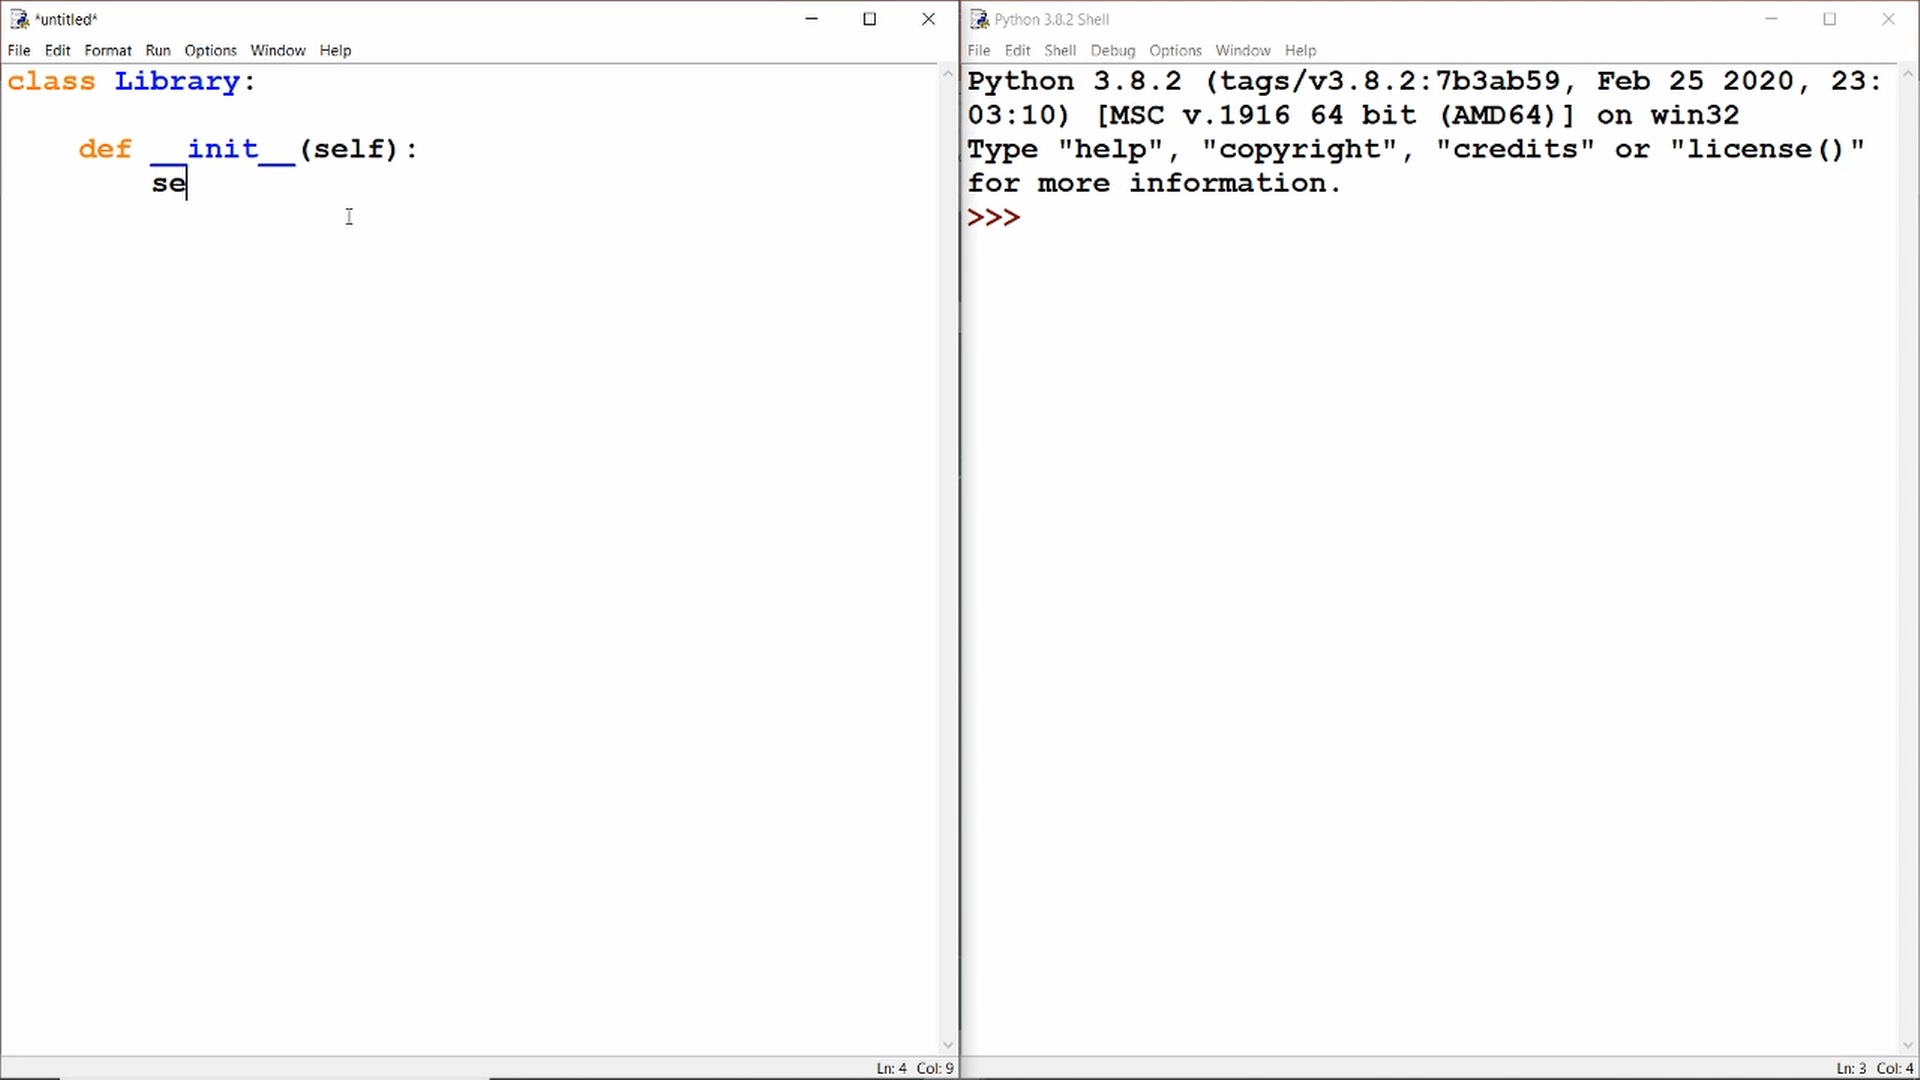 *untitled*
File Edit Format Run Options Window Help
class Library:
    def __init__(self):
        se
Ln: 4 Col: 9
Python 3.8.2 Shell
File Edit Shell Debug Options Window Help
Python 3.8.2 (tags/v3.8.2:7b3ab59, Feb 25 2020, 23:
03:10) [MSC v.1916 64 bit (AMD64)] on win32
Type "help", "copyright", "credits" or "license()"
for more information.
>>>
Ln: 3 Col: 4